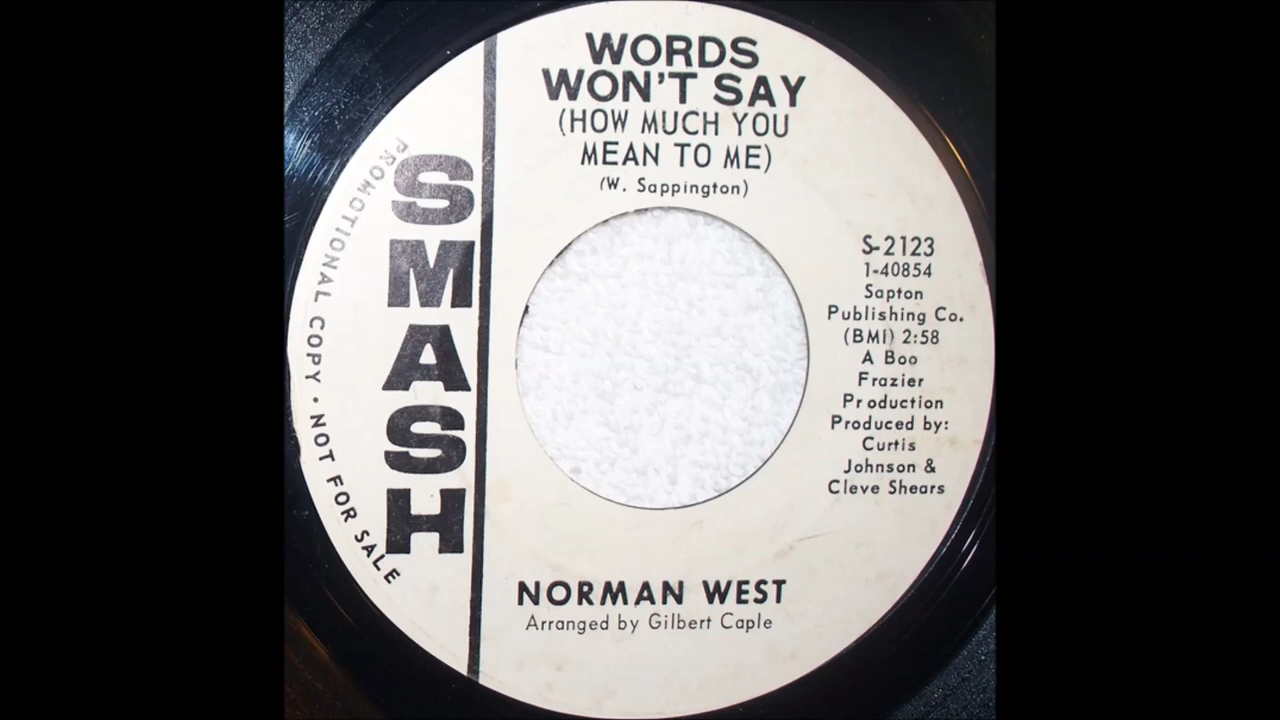 WORDS
WON'T SAY
(HOW MUCH YOU
MEAN TO ME)
(W. Sappington)
SMASH
PROMOTIONAL COPY • NOT FOR SALE
S-2123
1-40854
Sapton
Publishing Co.
(BMI) 2:58
A Boo
Frazier
Production
Produced by:
Curtis
Johnson &
Cleve Shears
NORMAN WEST
Arranged by Gilbert Caple